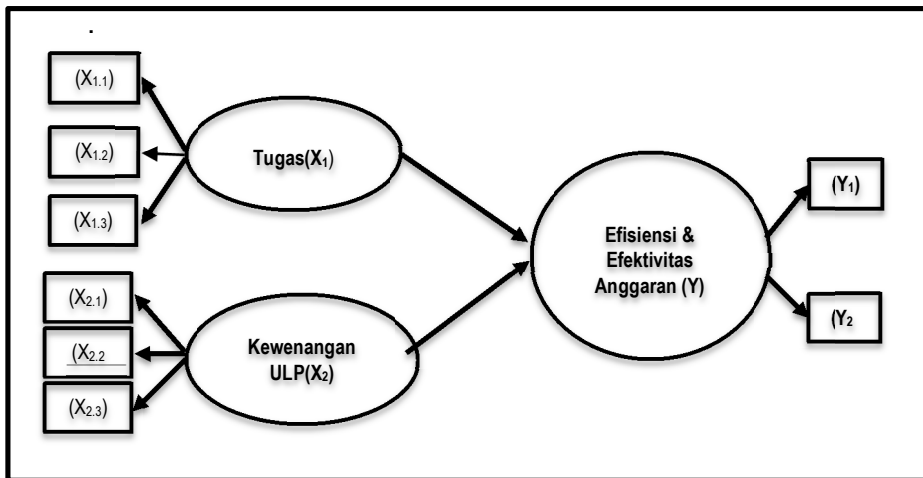 .
(X₁.₁)
(X₁.₂)
(X₁.₃)
Tugas(X₁)
(X₂.₁)
(X₂.₂
(X₂.₃)
Kewenangan
ULP(X₂)
Efisiensi &
Efektivitas
Anggaran (Y)
(Y₁)
(Y₂